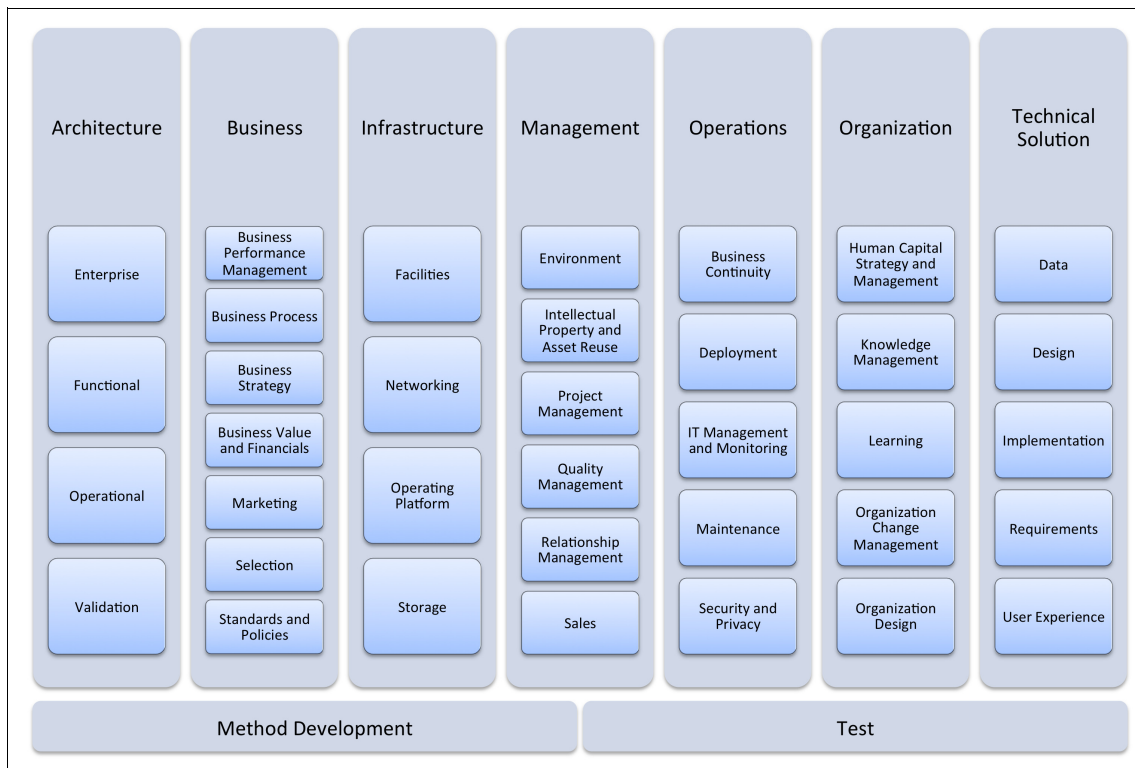 Architecture
Enterprise
Functional
Operational
Validation
Business
Business
Performance
Management
Business Process
Business
Strategy
Business Value
and Financials
Marketing
Selection
Standards and
Policies
Infrastructure
Facilities
Networking
Operating
Platform
Storage
Management
Environment
Intellectual
Property and
Asset Reuse
Project
Management
Quality
Management
Relationship
Management
Sales
Operations
Business
Continuity
Deployment
IT Management
and Monitoring
Maintenance
Security and
Privacy
Organization
Human Capital
Strategy and
Management
Knowledge
Management
Learning
Organization
Change
Management
Organization
Design
Technical
Solution
Data
Design
Implementation
Requirements
User Experience
Method Development
Test